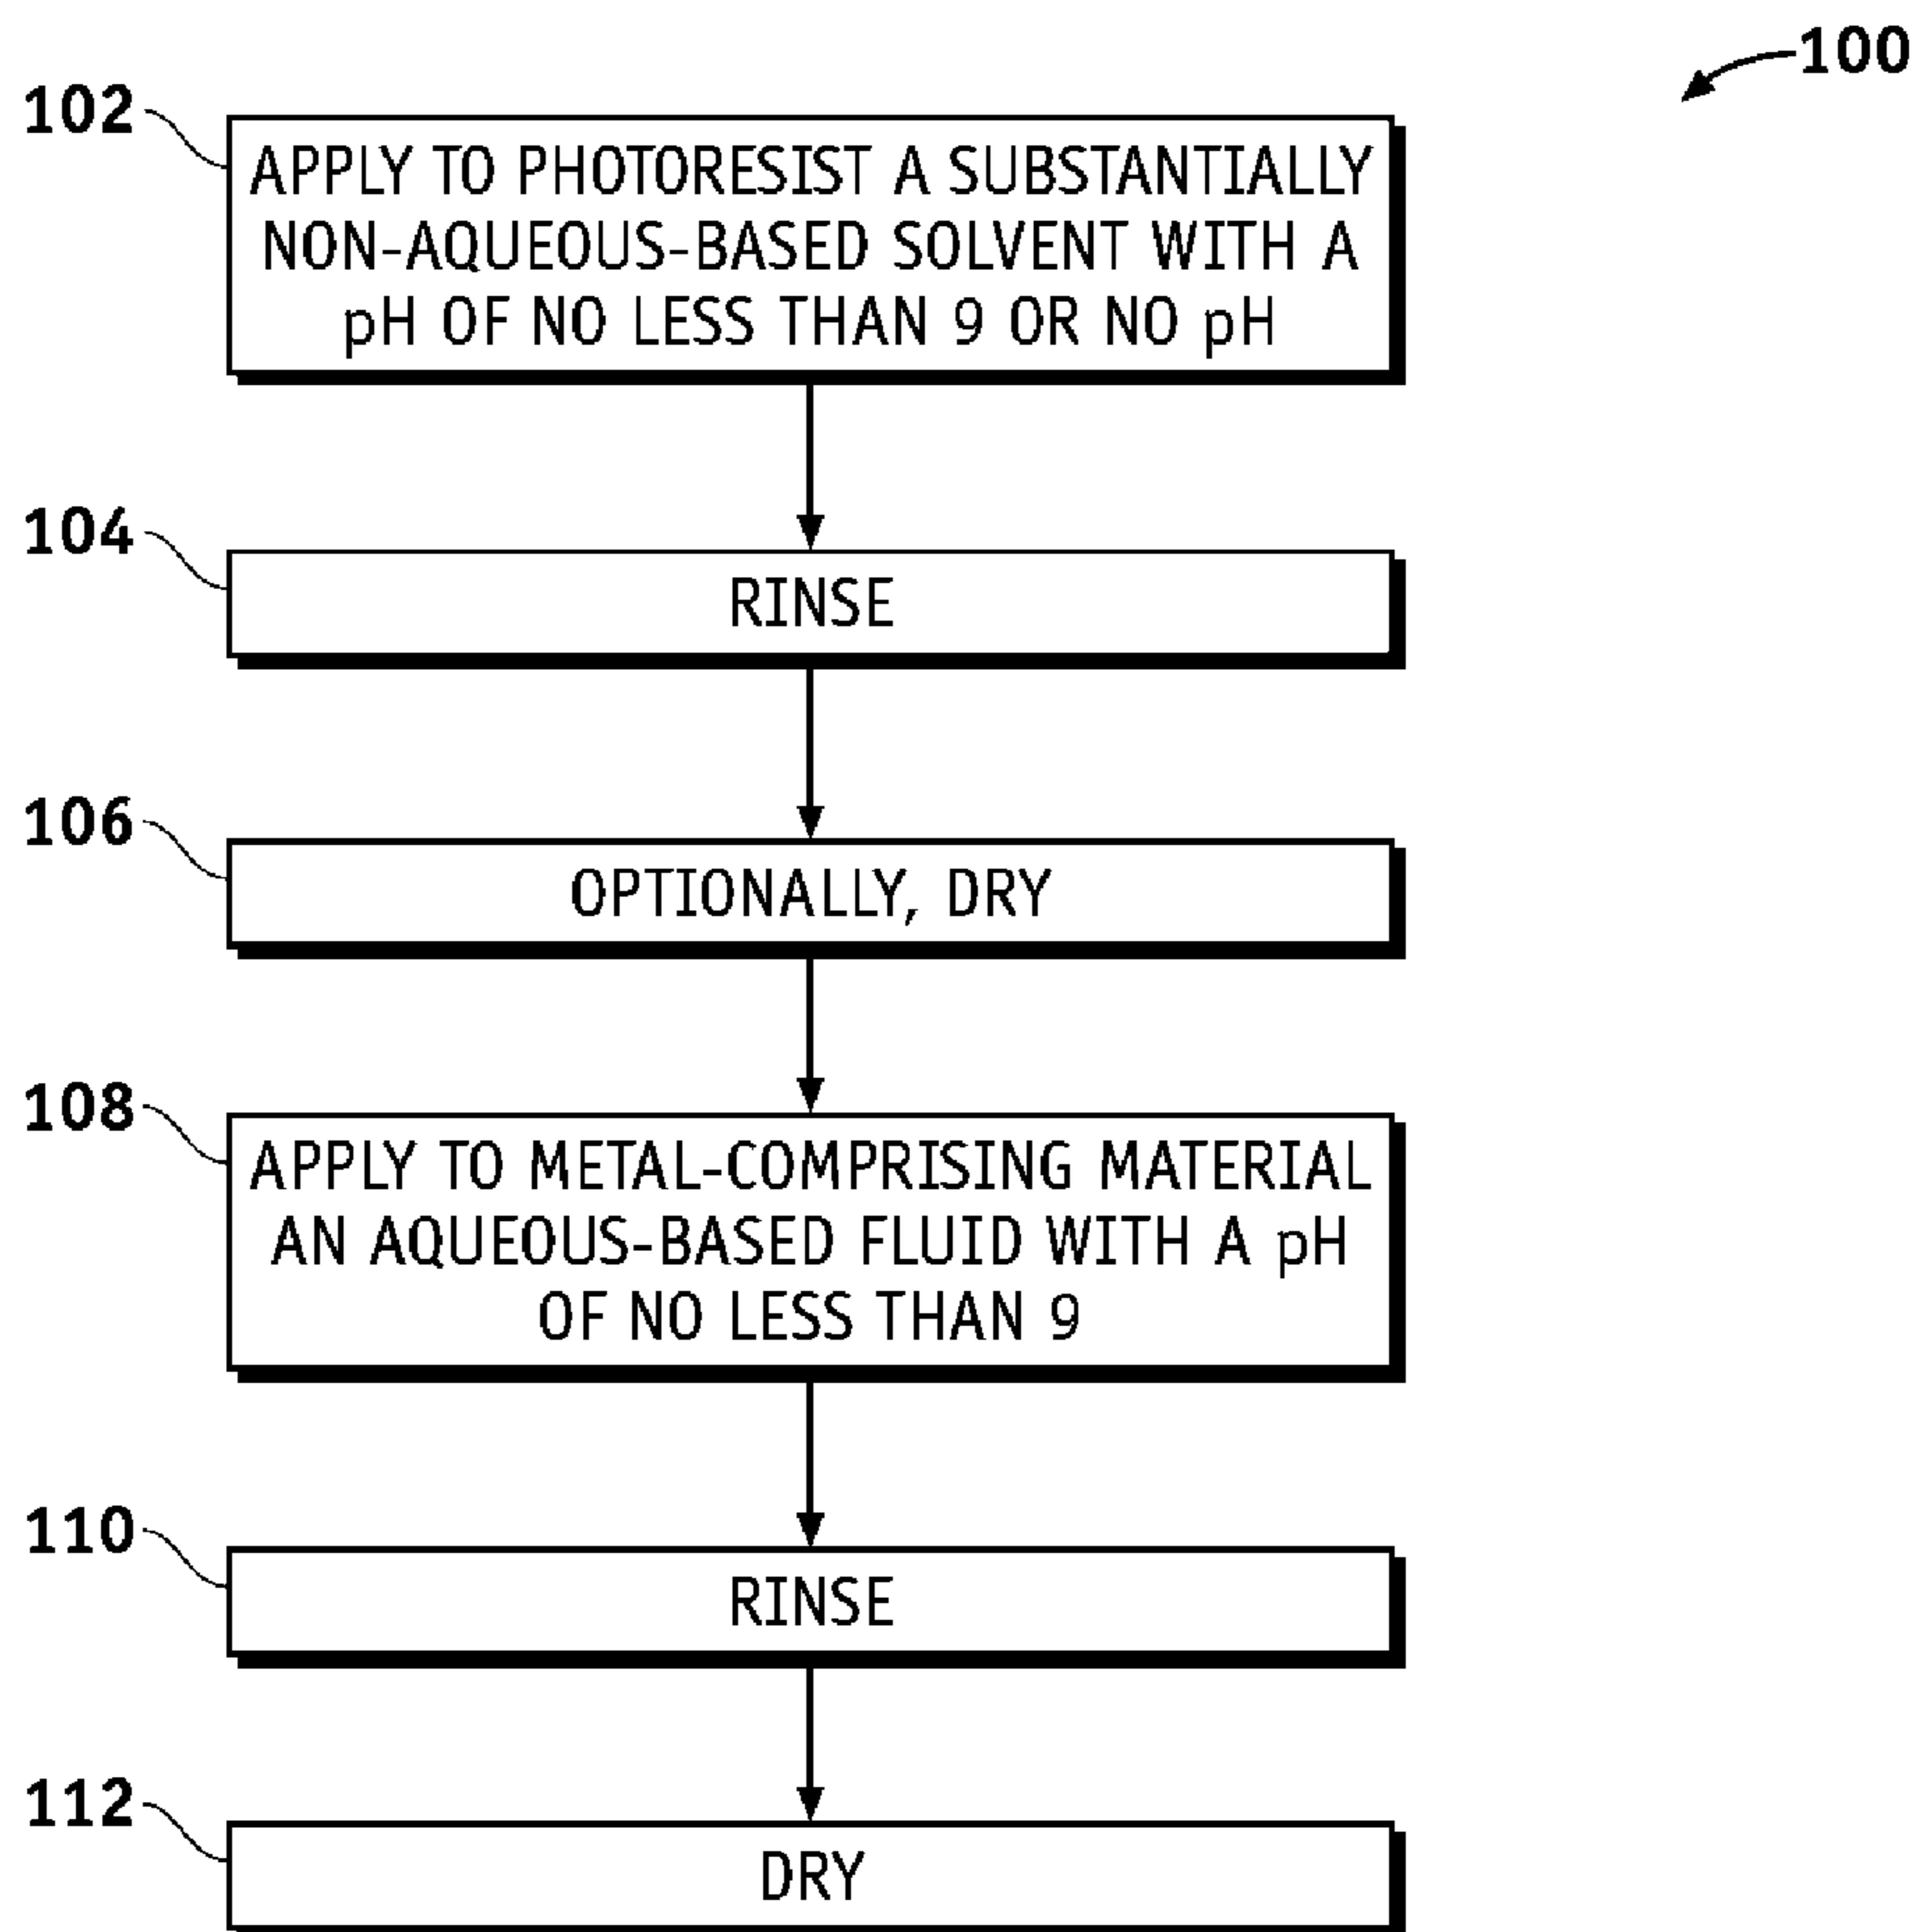 100
102
APPLY TO PHOTORESIST A SUBSTANTIALLY
NON-AQUEOUS-BASED SOLVENT WITH A
pH OF NO LESS THAN 9 OR NO pH
104
RINSE
106
OPTIONALLY, DRY
108
APPLY TO METAL-COMPRISING MATERIAL
AN AQUEOUS-BASED FLUID WITH A pH
OF NO LESS THAN 9
110
RINSE
112
DRY